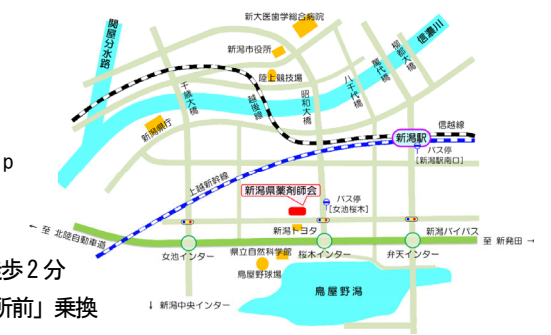 新大医歯学総合病院
関屋分水路
新潟市役所
信濃川
柳都大橋
萬代橋
八千代橋
陸上競技場
昭和大橋
越後線
千歳大橋
新潟県庁
信越線
新潟駅
バス停
[新潟駅南口]
p
上越新幹線
新潟県薬剤師会
バス停
[女池桜木]
新潟トヨタ
新潟バイパス
← 至 北陸自動車道
至 新発田 →
女池インター
県立自然科学館
桜木インター
弁天インター
鳥屋野球場
歩2分
鳥屋野潟
↓ 新潟中央インター
所前」乗換